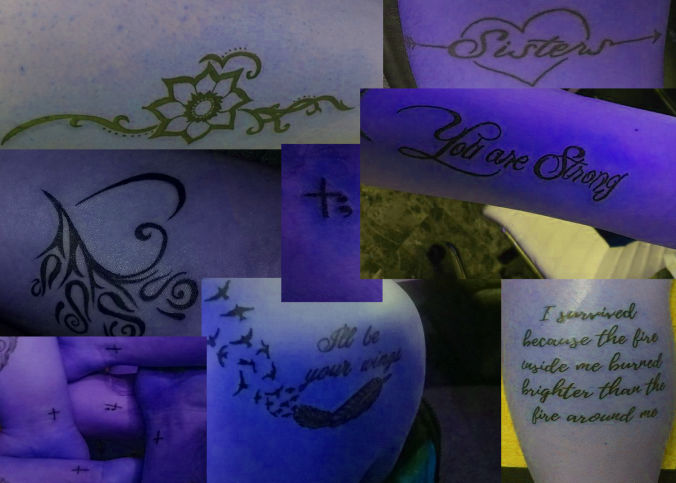 Sisters
You are Strong
I'll be
your wings
I survived
because the fire
inside me burned
brighter than the
fire around me